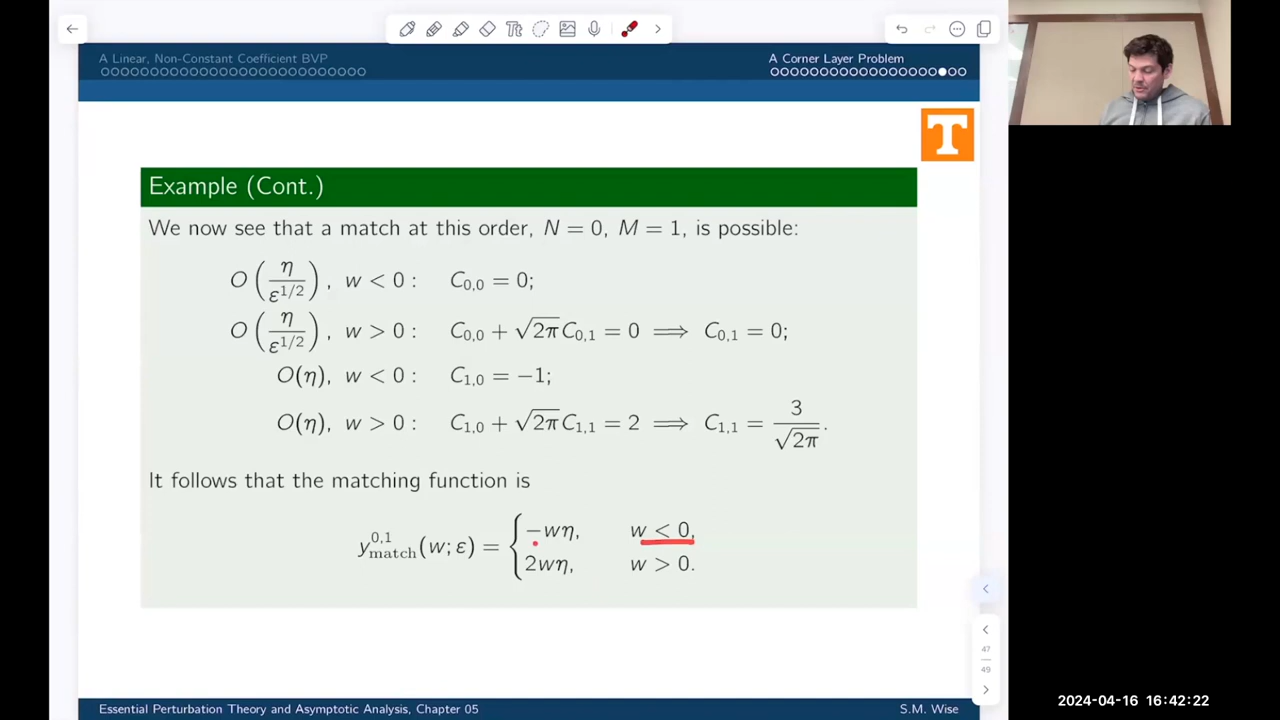 A Linear, Non-Constant Coefficient BVP
A Corner Layer Problem
T
Example (Cont.)
We now see that a match at this order, N = 0, M = 1, is possible:
O(η/ε^{1/2}), w < 0 : C_{0,0} = 0;
O(η/ε^{1/2}), w > 0 : C_{0,0} + √2π C_{0,1} = 0 ⟹ C_{0,1} = 0;
O(η), w < 0 : C_{1,0} = −1;
O(η), w > 0 : C_{1,0} + √2π C_{1,1} = 2 ⟹ C_{1,1} = 3/√2π.
It follows that the matching function is
y^{0,1}_{match}(w; ε) = { −wη, w < 0,
2wη, w > 0.
47
49
Essential Perturbation Theory and Asymptotic Analysis, Chapter 05
S.M. Wise
2024-04-16 16:42:22